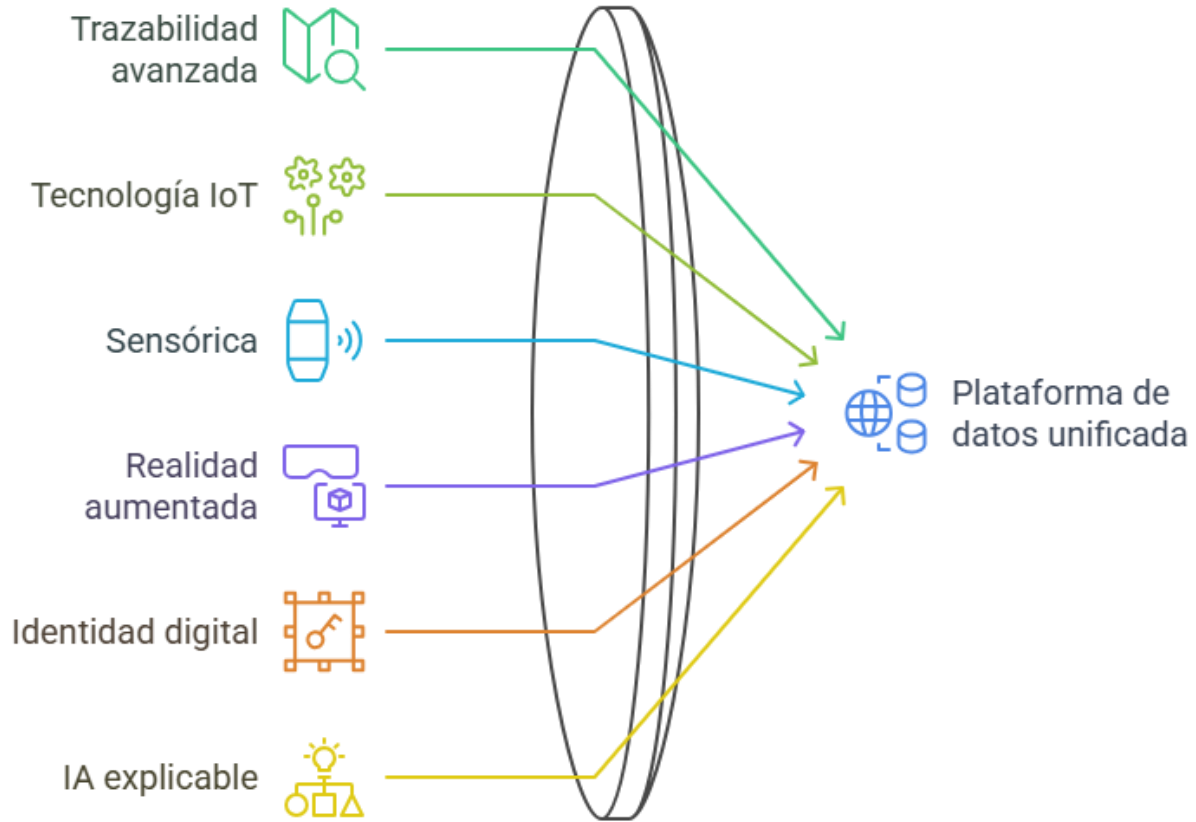 Trazabilidad
avanzada
Tecnología IoT
Sensórica
Realidad
aumentada
Identidad digital
IA explicable
Plataforma de
datos unificada